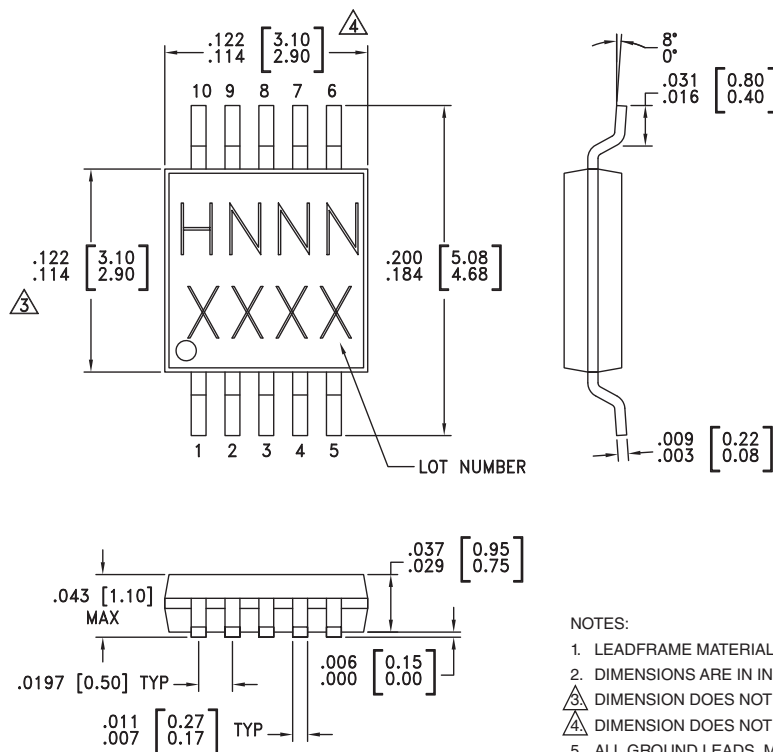 .122 [3.10]
.114 [2.90]
4
10 9 8 7 6
HNNN
XXXX
.122 [3.10]
.114 [2.90]
3
.200 [5.08]
.184 [4.68]
1 2 3 4 5
LOT NUMBER
8°
0°
.031 [0.80]
.016 [0.40]
.009 [0.22]
.003 [0.08]
.037 [0.95]
.029 [0.75]
.043 [1.10]
MAX
.0197 [0.50] TYP
.006 [0.15]
.000 [0.00]
.011 [0.27]
.007 [0.17]
TYP
NOTES:
1. LEADFRAME MATERIAL
2. DIMENSIONS ARE IN IN
3. DIMENSION DOES NOT
4. DIMENSION DOES NOT
5. ALL GROUND LEADS M